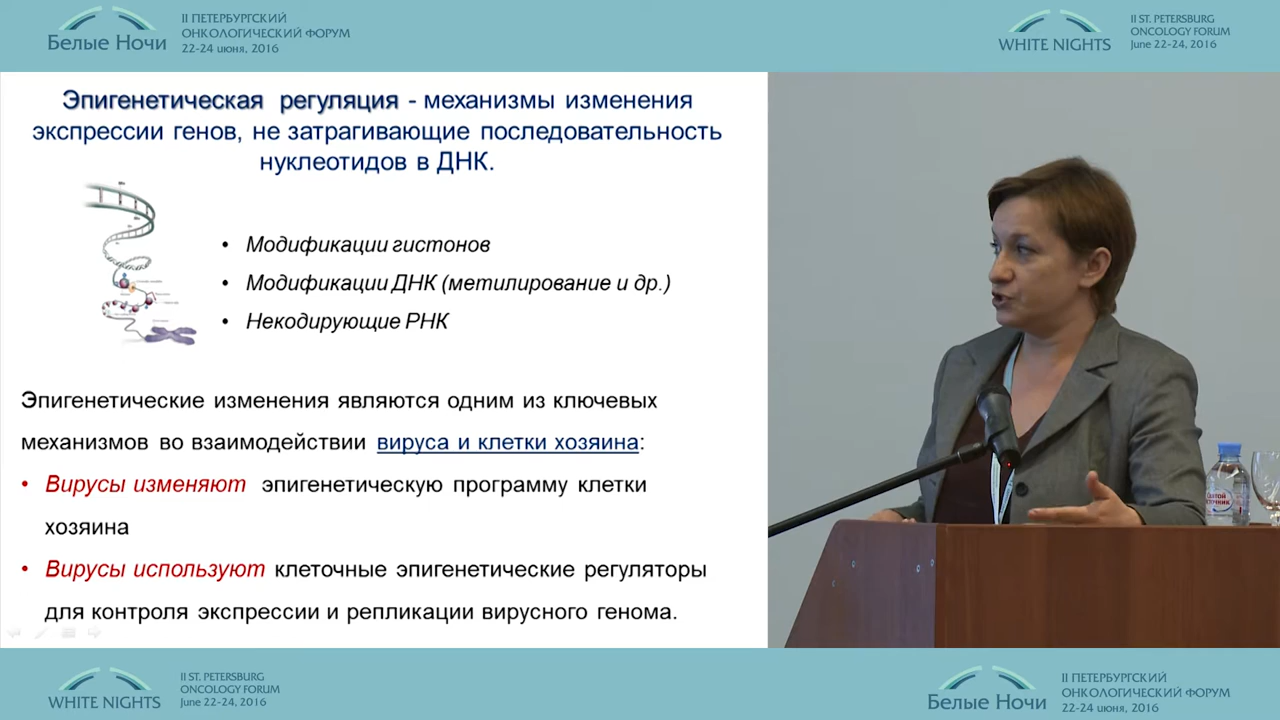 Белые Ночи
II ПЕТЕРБУРГСКИЙ
ОНКОЛОГИЧЕСКИЙ ФОРУМ
22-24 июня, 2016
WHITE NIGHTS
II ST. PETERSBURG
ONCOLOGY FORUM
June 22-24, 2016
Эпигенетическая регуляция - механизмы изменения
экспрессии генов, не затрагивающие последовательность
нуклеотидов в ДНК.
• Модификации гистонов
• Модификации ДНК (метилирование и др.)
• Некодирующие РНК
Эпигенетические изменения являются одним из ключевых
механизмов во взаимодействии вируса и клетки хозяина:
• Вирусы изменяют эпигенетическую программу клетки
хозяина
• Вирусы используют клеточные эпигенетические регуляторы
для контроля экспрессии и репликации вирусного генома.
Святой
Источник
WHITE NIGHTS
II ST. PETERSBURG
ONCOLOGY FORUM
June 22-24, 2016
Белые Ночи
II ПЕТЕРБУРГСКИЙ
ОНКОЛОГИЧЕСКИЙ ФОРУМ
22-24 июня, 2016